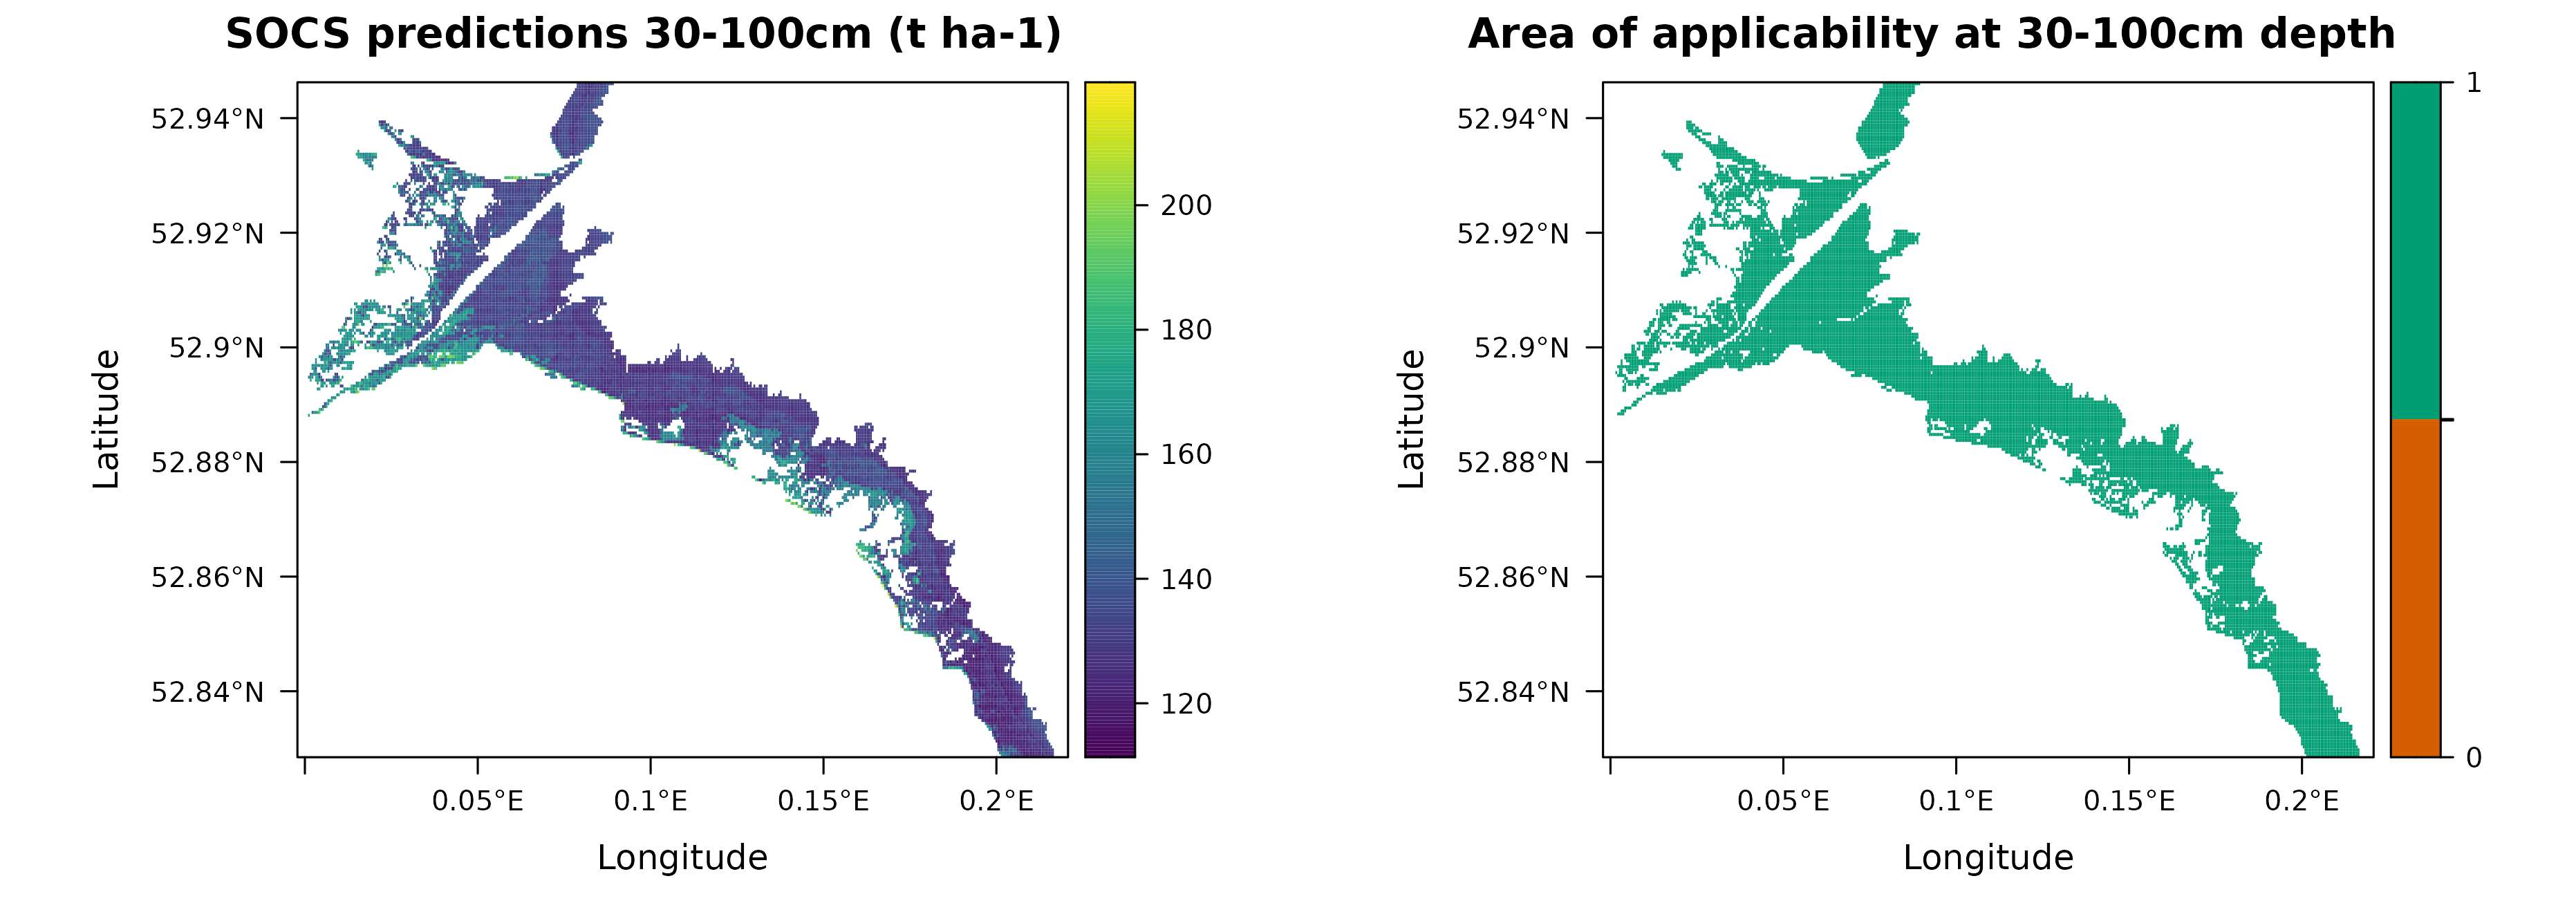 SOCS predictions 30-100cm (t ha-1)
52.94°N
52.92°N
52.9°N
52.88°N
52.86°N
52.84°N
Latitude
0.05°E 0.1°E 0.15°E 0.2°E
Longitude
200
180
160
140
120
Area of applicability at 30-100cm depth
52.94°N
52.92°N
52.9°N
52.88°N
52.86°N
52.84°N
Latitude
0.05°E 0.1°E 0.15°E 0.2°E
Longitude
1
0